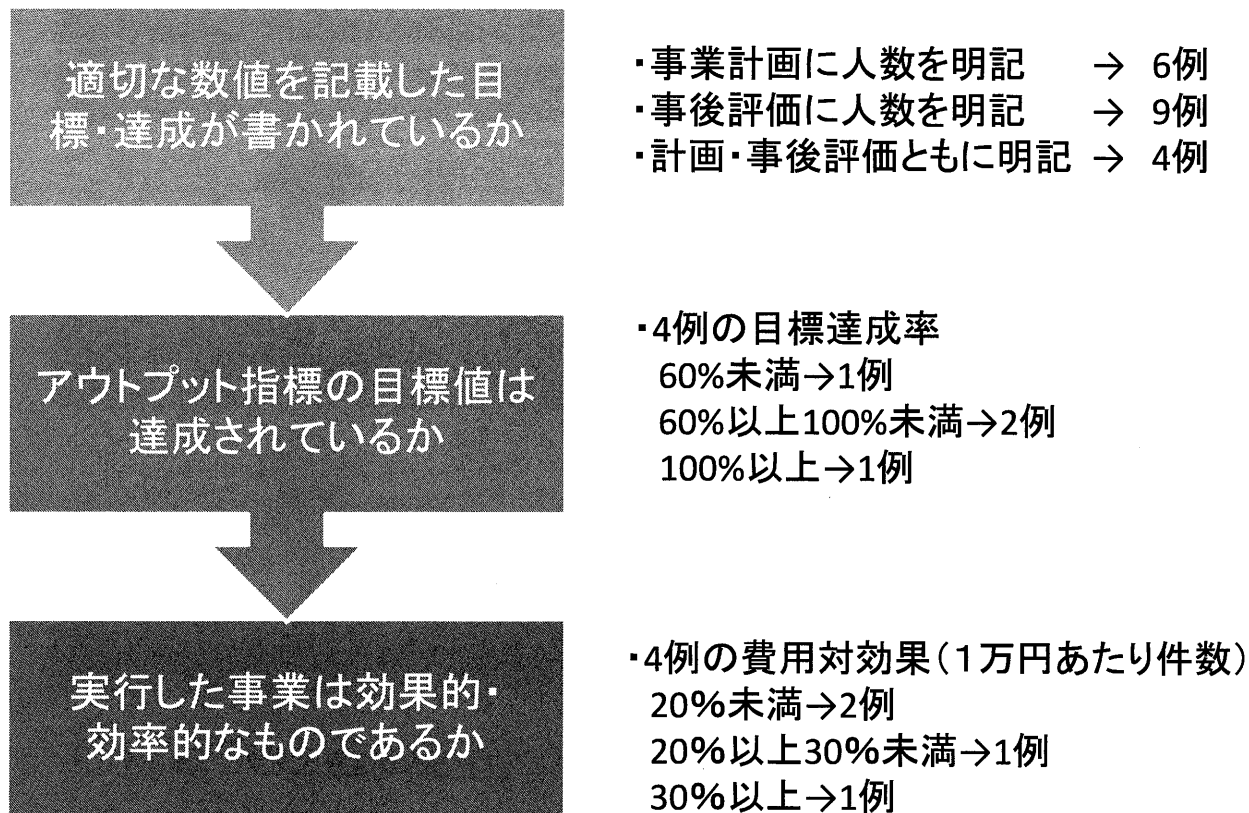 適切な数値を記載した目
標・達成が書かれているか
・事業計画に人数を明記 → 6例
・事後評価に人数を明記 → 9例
・計画・事後評価ともに明記 → 4例
アウトプット指標の目標値は
達成されているか
・4例の目標達成率
60%未満→1例
60%以上100%未満→2例
100%以上→1例
実行した事業は効果的・
効率的なものであるか
・4例の費用対効果（１万円あたり件数）
20％未満→2例
20％以上30％未満→1例
30％以上→1例